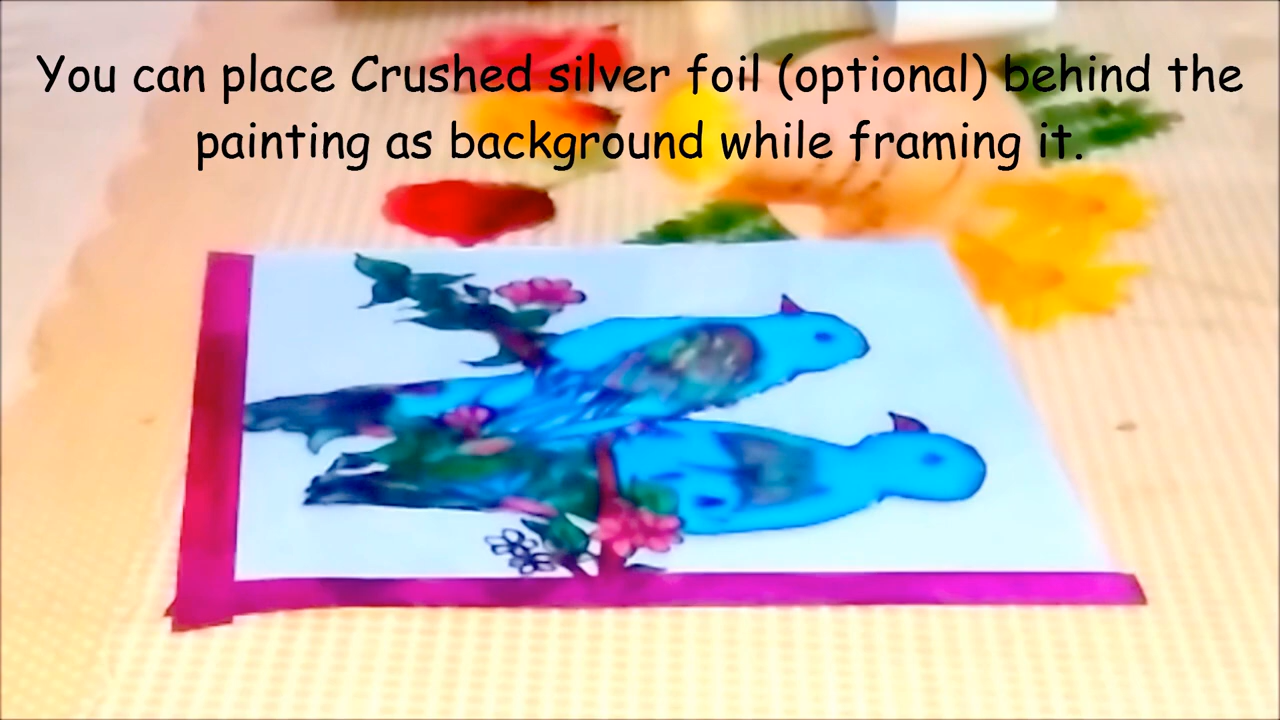 You can place Crushed silver foil (optional) behind the
painting as background while framing it.